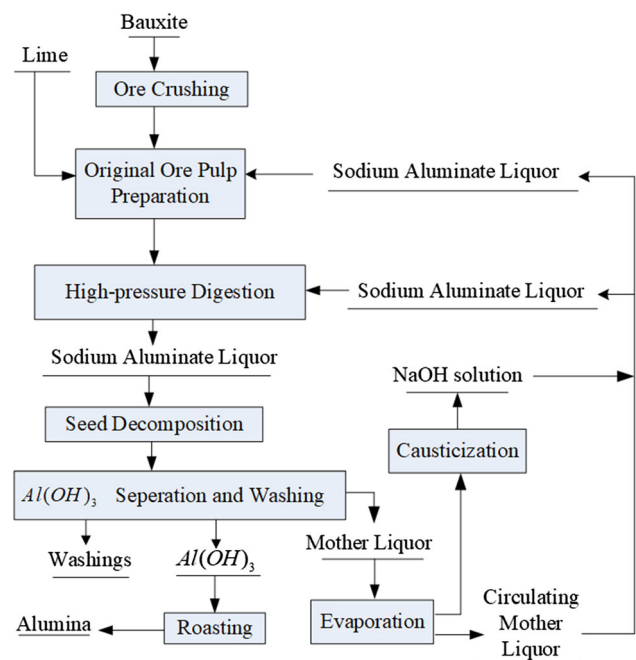 Bauxite
Lime
Ore Crushing
Original Ore Pulp
Preparation
Sodium Aluminate Liquor
High-pressure Digestion
Sodium Aluminate Liquor
Sodium Aluminate Liquor
NaOH solution
Seed Decomposition
Causticization
Al(OH)₃ Seperation and Washing
Mother Liquor
Washings
Al(OH)₃
Evaporation
Circulating
Mother
Liquor
Alumina
Roasting